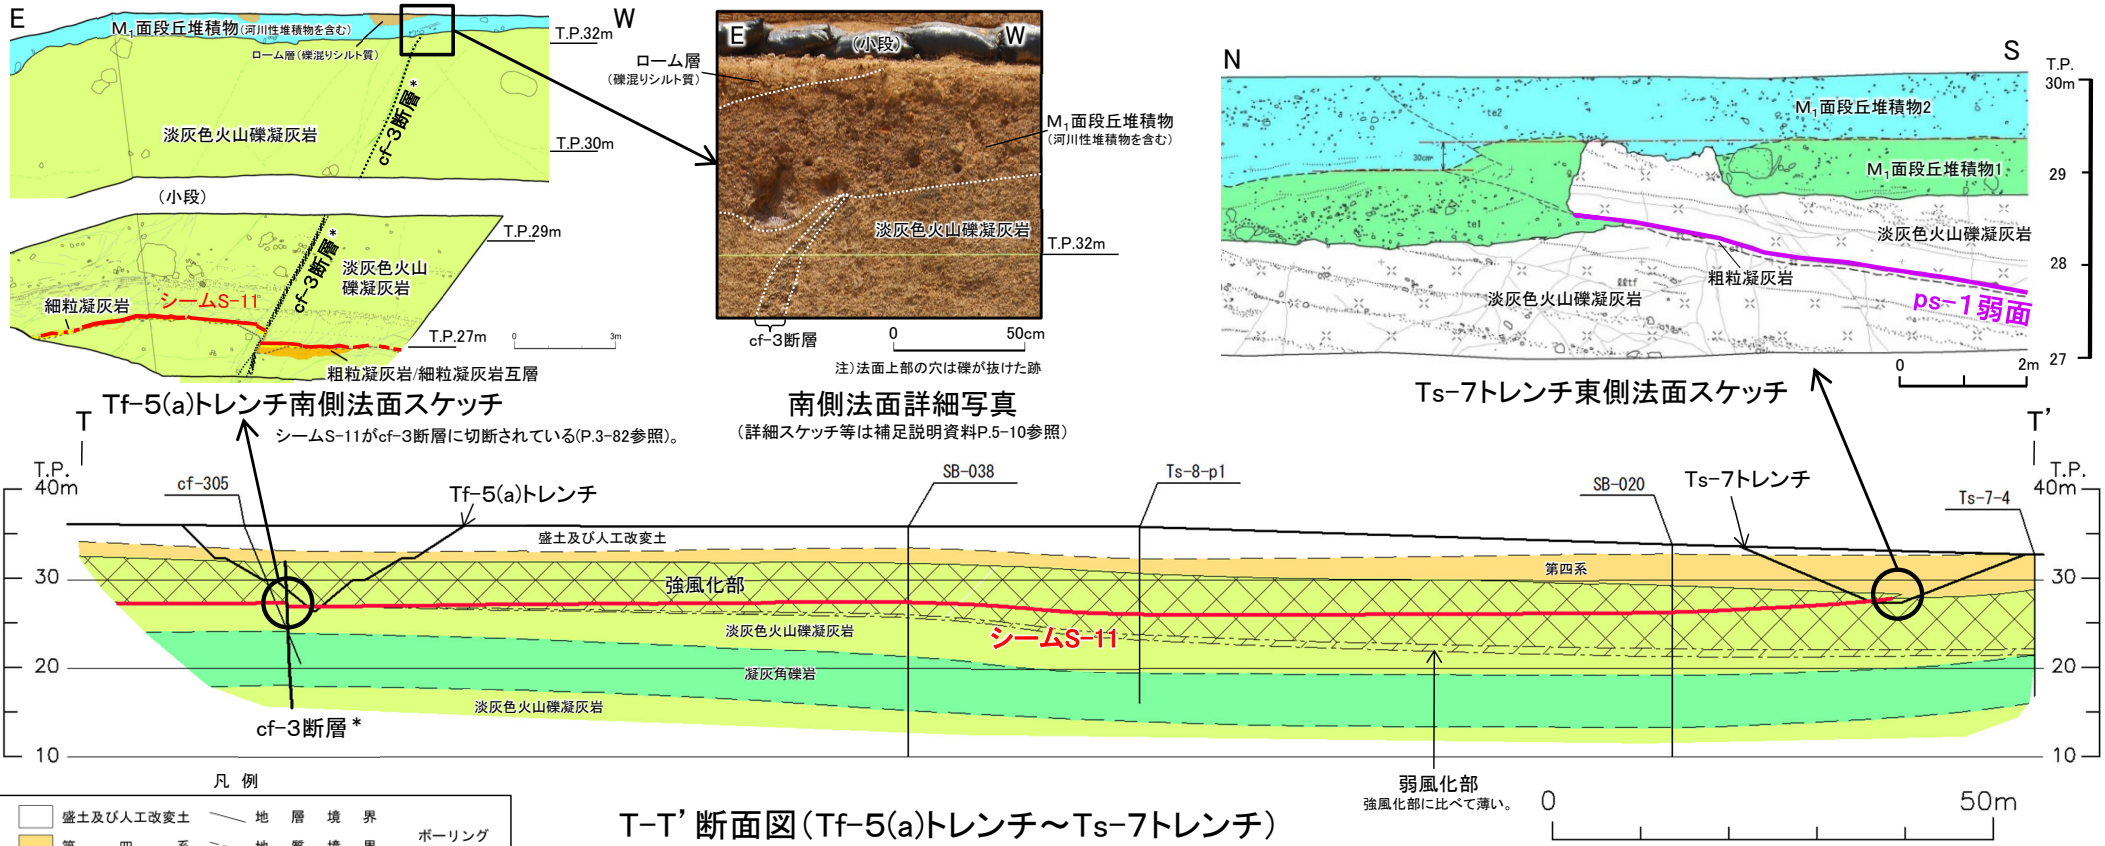 E
W
M₁面段丘堆積物(河川性堆積物を含む)
ローム層(礫混りシルト質)
T.P.32m
cf-3断層*
淡灰色火山礫凝灰岩
T.P.30m
(小段)
T.P.29m
cf-3断層*
淡灰色火山
礫凝灰岩
細粒凝灰岩
シームS-11
T.P.27m
0
3m
粗粒凝灰岩/細粒凝灰岩互層
Tf-5(a)トレンチ南側法面スケッチ
シームS-11がcf-3断層に切断されている(P.3-82参照)。
E
(小段)
W
ローム層
(礫混りシルト質)
M₁面段丘堆積物
(河川性堆積物を含む)
淡灰色火山礫凝灰岩
T.P.32m
cf-3断層
0
50cm
注)法面上部の穴は礫が抜けた跡
南側法面詳細写真
(詳細スケッチ等は補足説明資料P.5-10参照)
N
S
T.P.
30m
29
28
27
te2
M₁面段丘堆積物2
30cm
M₁面段丘堆積物1
te1
淡灰色火山礫凝灰岩
粗粒凝灰岩
淡灰色火山礫凝灰岩
ps-1弱面
0
2m
Ts-7トレンチ東側法面スケッチ
T
T'
T.P.
40m
30
20
10
T.P.
40m
30
20
10
cf-305
Tf-5(a)トレンチ
SB-038
Ts-8-p1
SB-020
Ts-7トレンチ
Ts-7-4
盛土及び人工改変土
第四系
強風化部
淡灰色火山礫凝灰岩
シームS-11
凝灰角礫岩
淡灰色火山礫凝灰岩
cf-3断層*
弱風化部
強風化部に比べて薄い。
0
50m
T-T'断面図(Tf-5(a)トレンチ～Ts-7トレンチ)
凡 例
盛土及び人工改変土
地 層 境 界
ボーリング
第 四 系
地 質 境 界